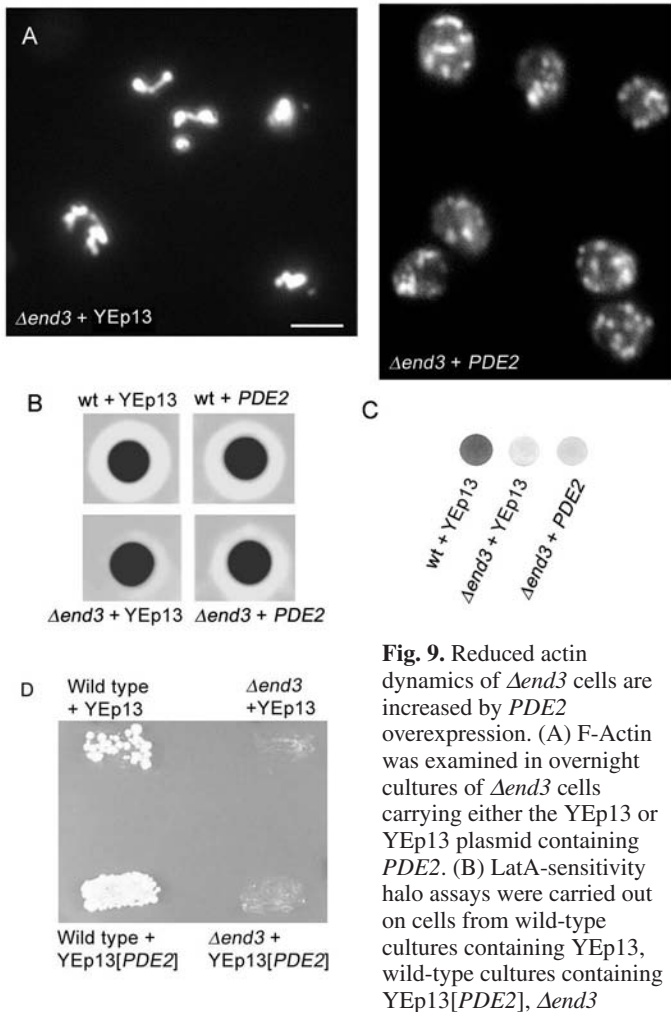 A
Δend3 + YEp13
Δend3 + PDE2
B
wt + YEp13
wt + PDE2
Δend3 + YEp13
Δend3 + PDE2
C
wt + YEp13
Δend3 + YEp13
Δend3 + PDE2
D
Wild type
+ YEp13
Δend3
+YEp13
Wild type +
YEp13[PDE2]
Δend3 +
YEp13[PDE2]
Fig. 9. Reduced actin
dynamics of Δend3 cells are
increased by PDE2
overexpression. (A) F-Actin
was examined in overnight
cultures of Δend3 cells
carrying either the YEp13 or
YEp13 plasmid containing
PDE2. (B) LatA-sensitivity
halo assays were carried out
on cells from wild-type
cultures containing YEp13,
wild-type cultures containing
YEp13[PDE2], Δend3